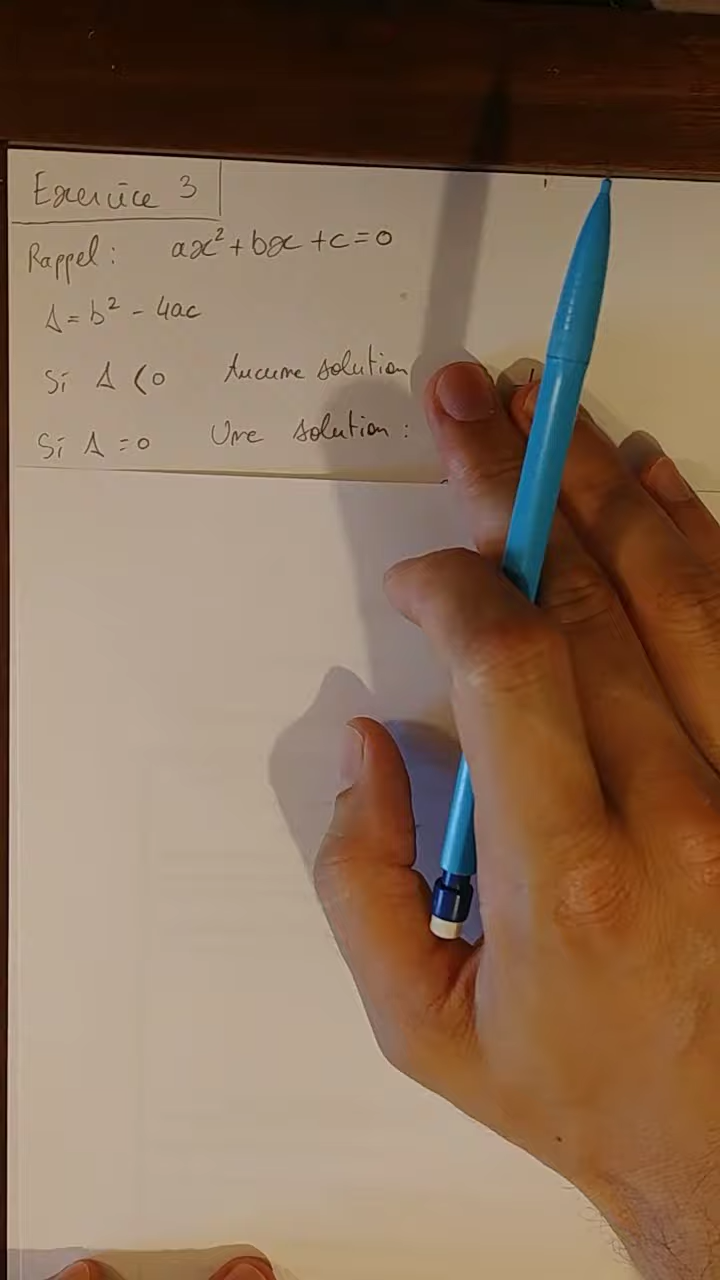 Exercice 3
Rappel : ax² + bx + c = 0
Δ = b² - 4ac
Si Δ < 0 Aucune solution
Si Δ = 0 Une solution :